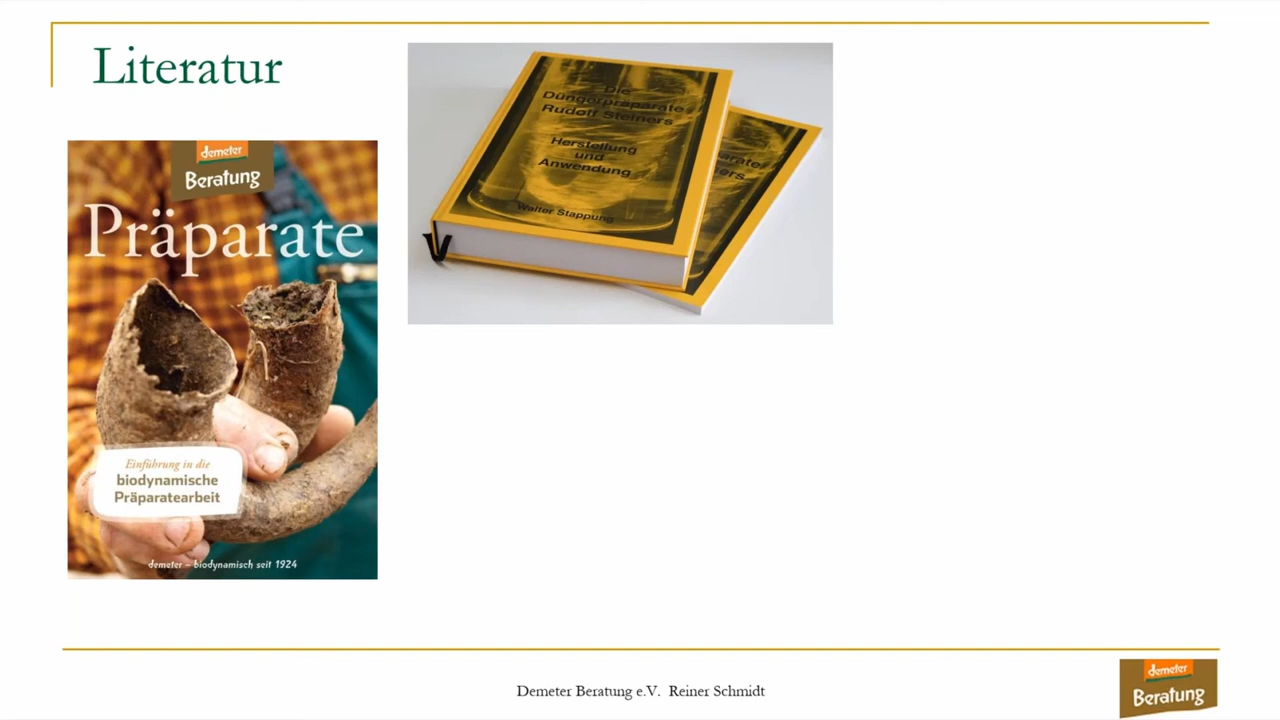 Literatur
demeter
Beratung
Präparate
Einführung in die
biodynamische
Präparatearbeit
demeter – biodynamisch seit 1924
Die
Düngerpräparate
Rudolf Steiners
Herstellung
und
Anwendung
Walter Stappung
Demeter Beratung e.V.  Reiner Schmidt
demeter
Beratung